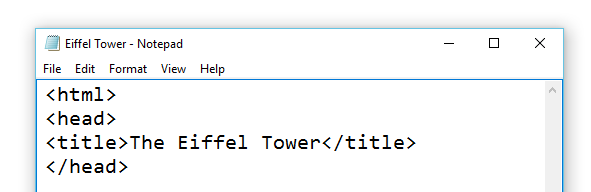 Eiffel Tower - Notepad
File Edit Format View Help
<html>
<head>
<title>The Eiffel Tower</title>
</head>